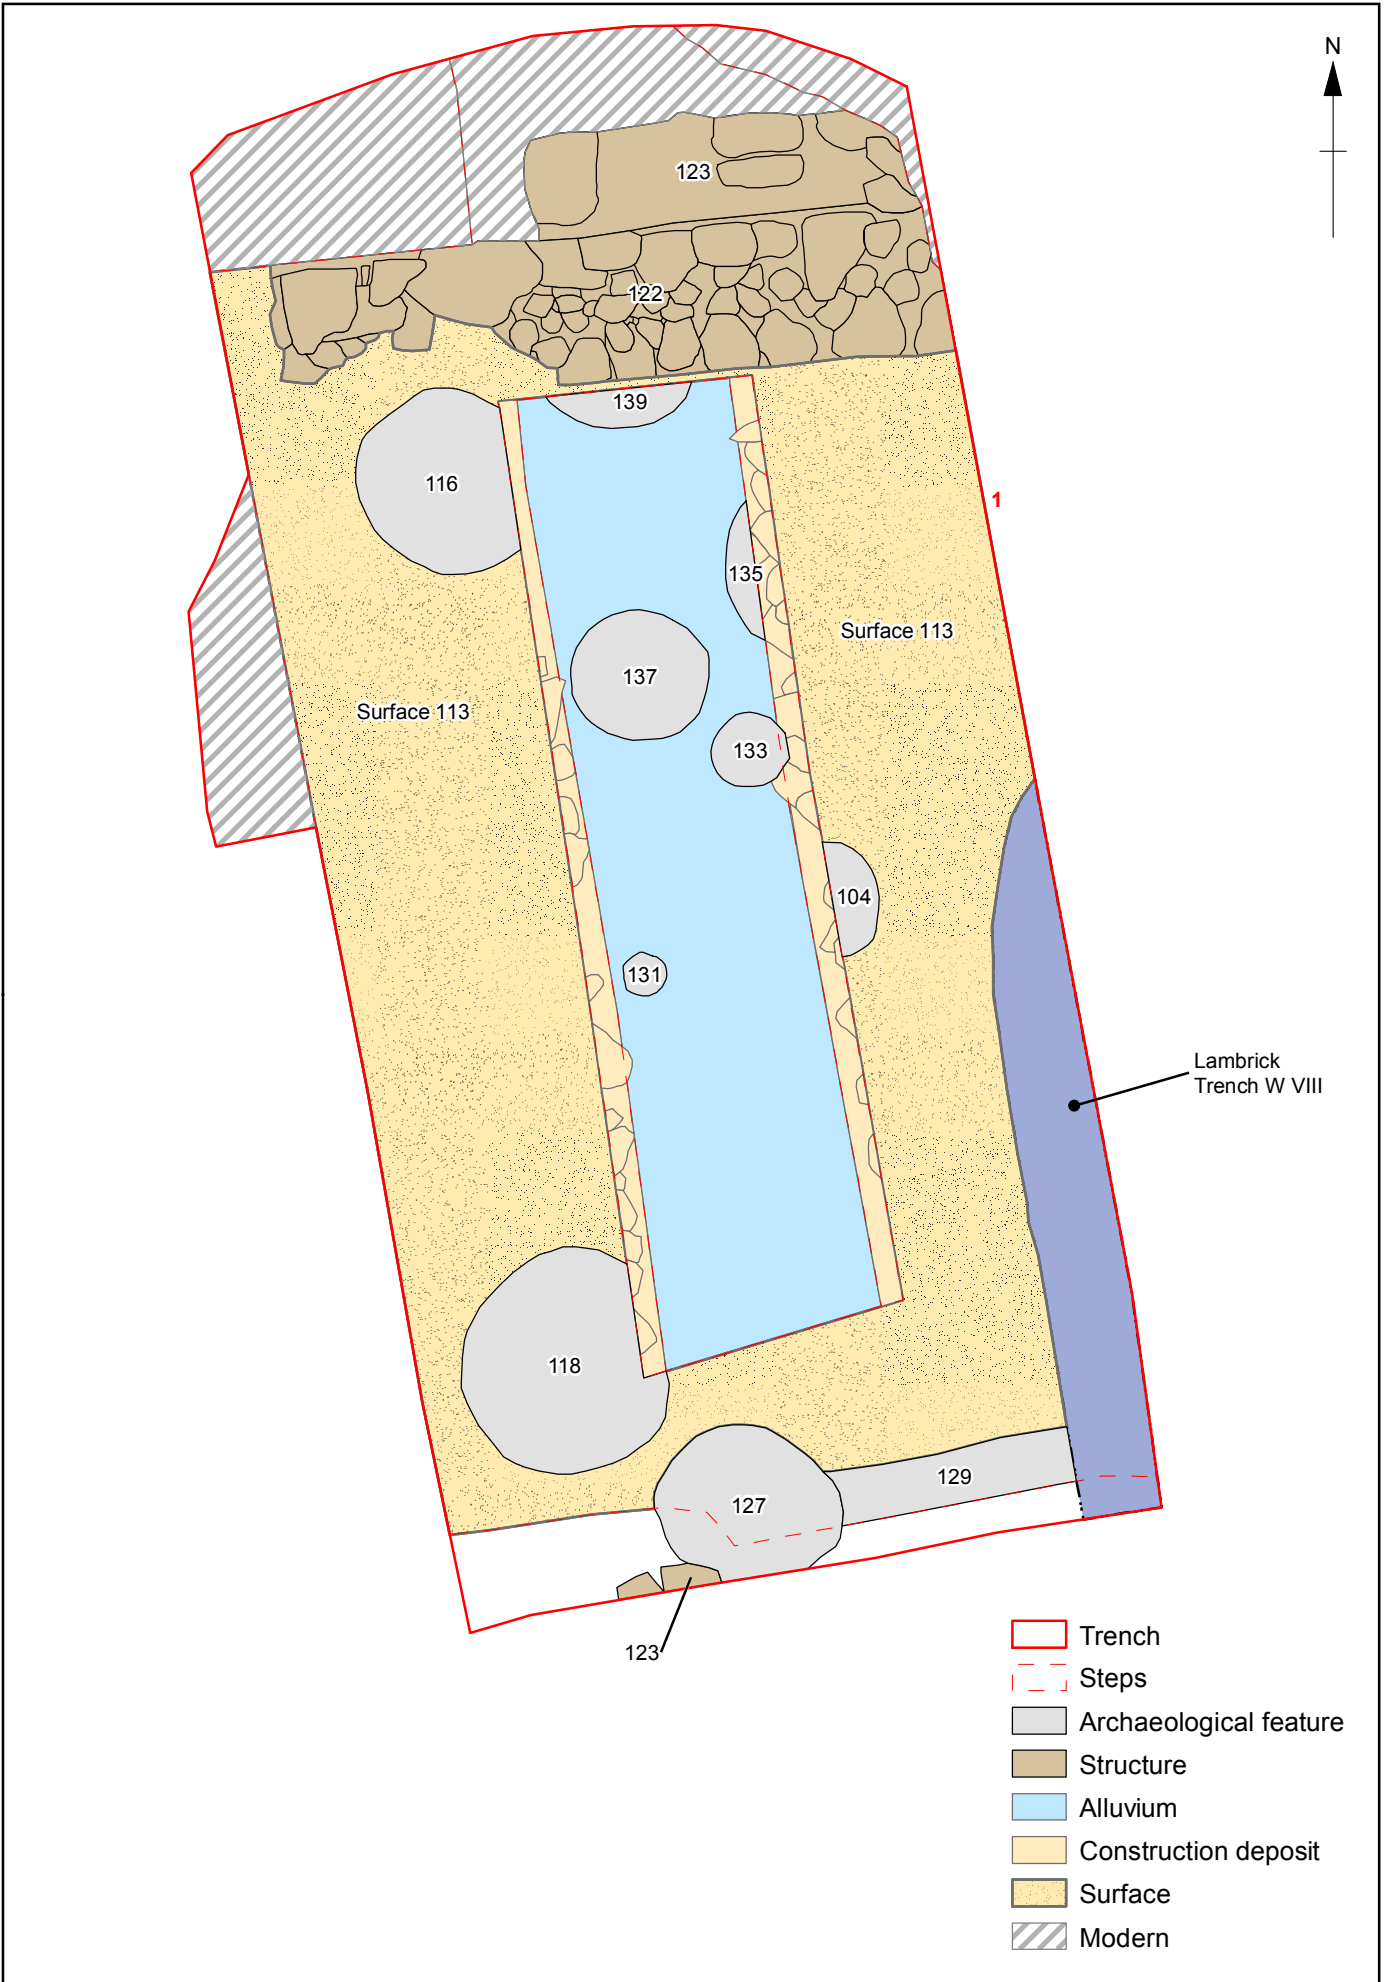 N
123
122
139
116
1
135
Surface 113
137
Surface 113
133
104
131
Lambrick
Trench W VIII
118
129
127
123
Trench
Steps
Archaeological feature
Structure
Alluvium
Construction deposit
Surface
Modern